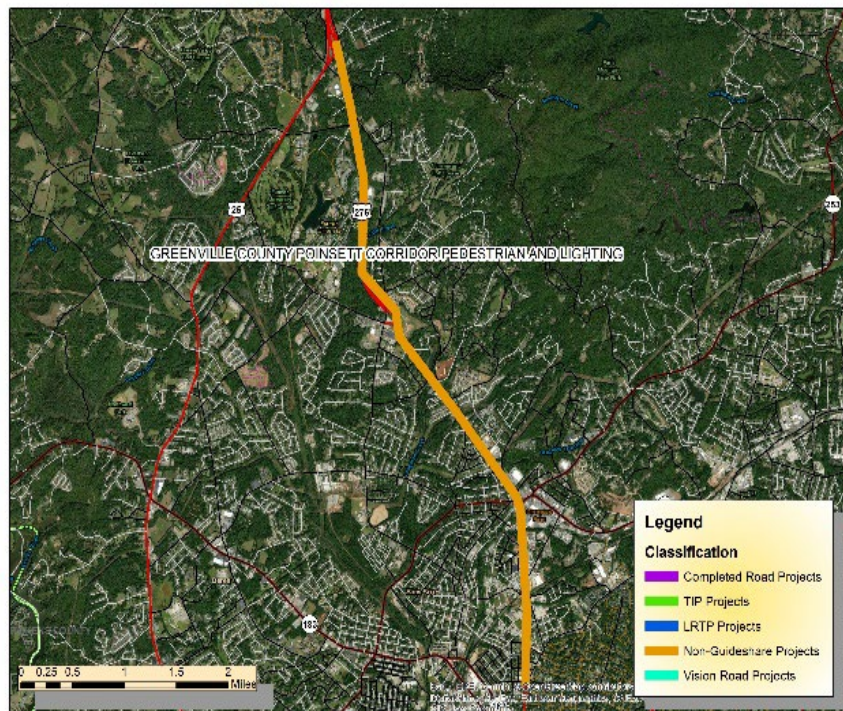 25
276
253
GREENVILLE COUNTY POINSETT CORRIDOR PEDESTRIAN AND LIGHTING
183
Legend
Classification
Completed Road Projects
TIP Projects
LRTP Projects
Non-Guideshare Projects
Vision Road Projects
0 0.25 0.5 1 1.5 2
Miles